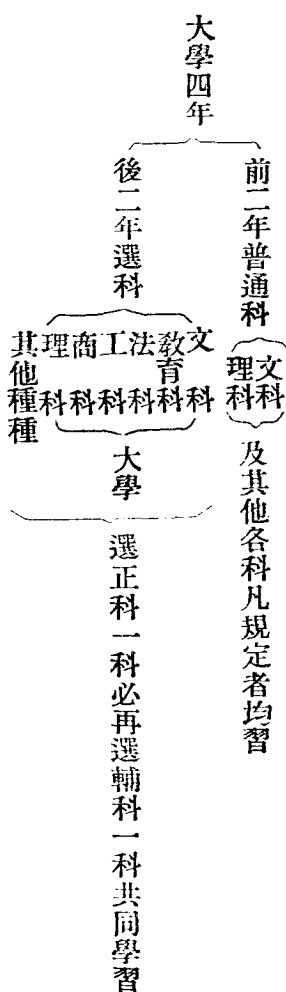 大學四年
前二年普通科
文科
理科
及其他各科凡規定者均習
後二年選科
文科
教育科
法科
工科
商科
理科
其他種種
大學
選正科一科必再選輔科一科共同學習